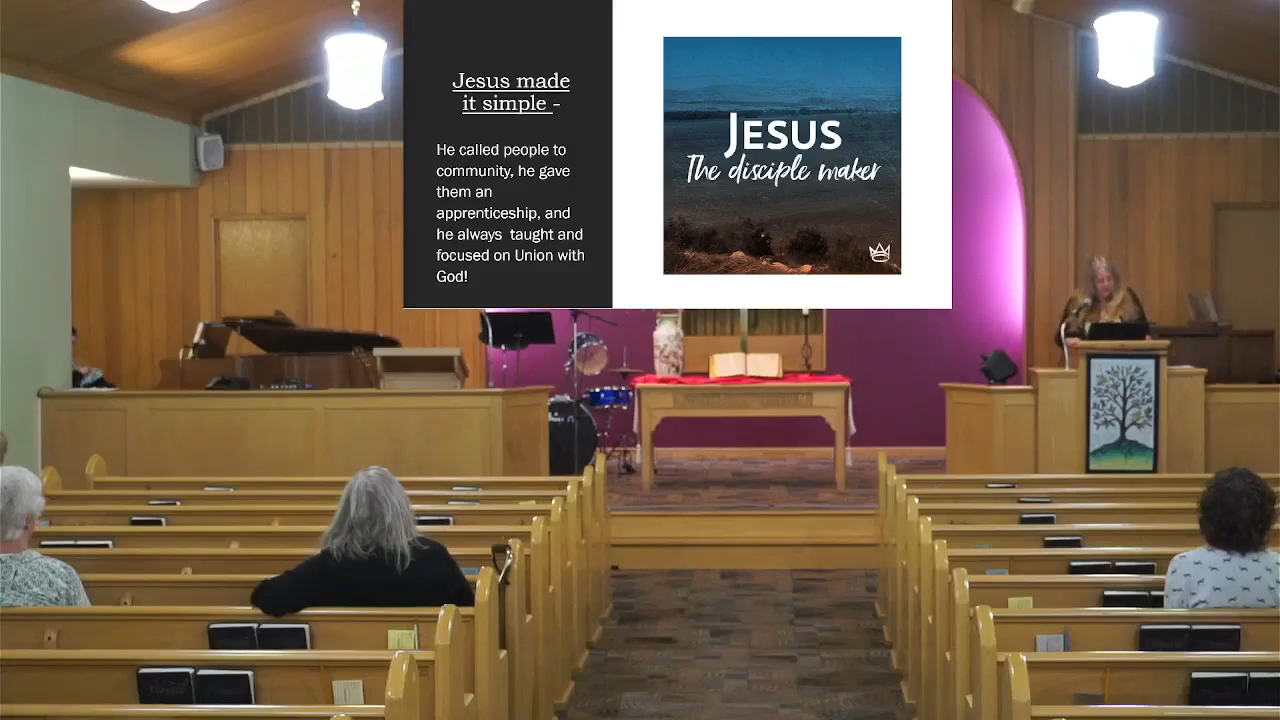 Jesus made
it simple -
He called people to
community, he gave
them an
apprenticeship, and
he always taught and
focused on Union with
God!
JESUS
The disciple maker